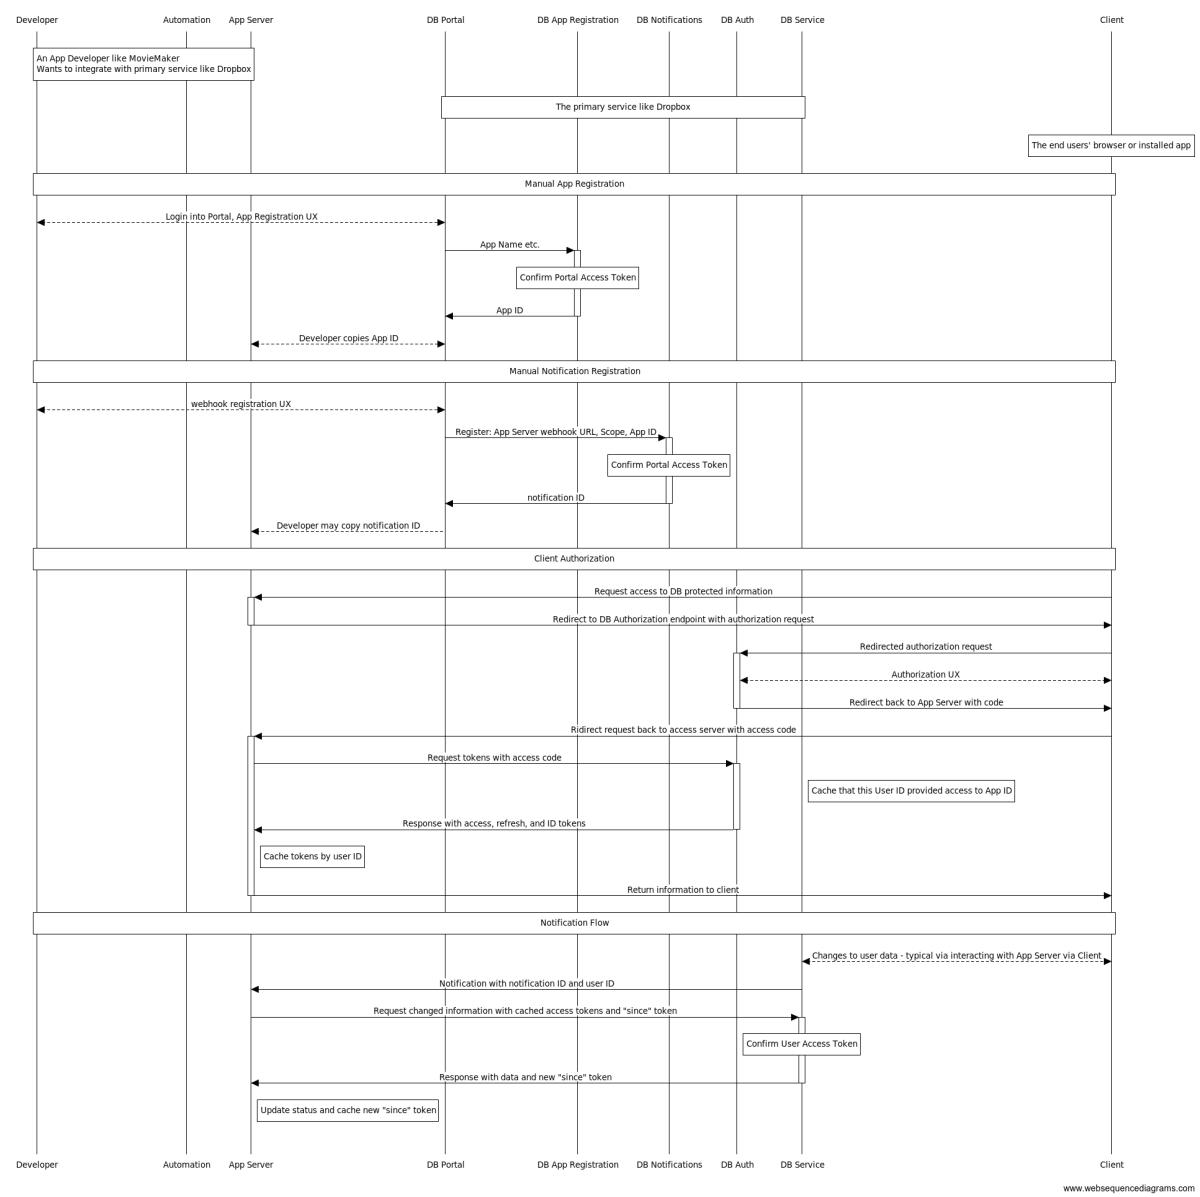 Developer
Automation
App Server
DB Portal
DB App Registration
DB Notifications
DB Auth
DB Service
Client
An App Developer like MovieMaker
Wants to integrate with primary service like Dropbox
The primary service like Dropbox
The end users' browser or installed app
Manual App Registration
Login into Portal, App Registration UX
App Name etc.
Confirm Portal Access Token
App ID
Developer copies App ID
Manual Notification Registration
webhook registration UX
Register: App Server webhook URL, Scope, App ID
Confirm Portal Access Token
notification ID
Developer may copy notification ID
Client Authorization
Request access to DB protected information
Redirect to DB Authorization endpoint with authorization request
Redirected authorization request
Authorization UX
Redirect back to App Server with code
Ridirect request back to access server with access code
Request tokens with access code
Cache that this User ID provided access to App ID
Response with access, refresh, and ID tokens
Cache tokens by user ID
Return information to client
Notification Flow
Changes to user data - typical via interacting with App Server via Client
Notification with notification ID and user ID
Request changed information with cached access tokens and "since" token
Confirm User Access Token
Response with data and new "since" token
Update status and cache new "since" token
Developer
Automation
App Server
DB Portal
DB App Registration
DB Notifications
DB Auth
DB Service
Client
www.websequencediagrams.com